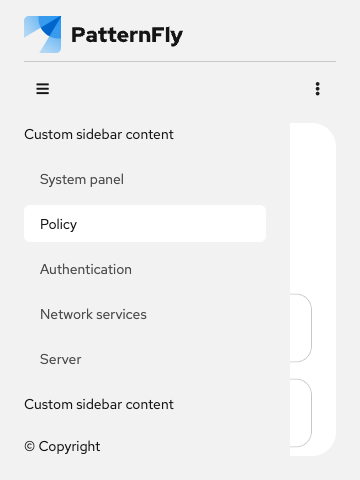 PatternFly
Custom sidebar content
System panel
Policy
Authentication
Network services
Server
Custom sidebar content
© Copyright